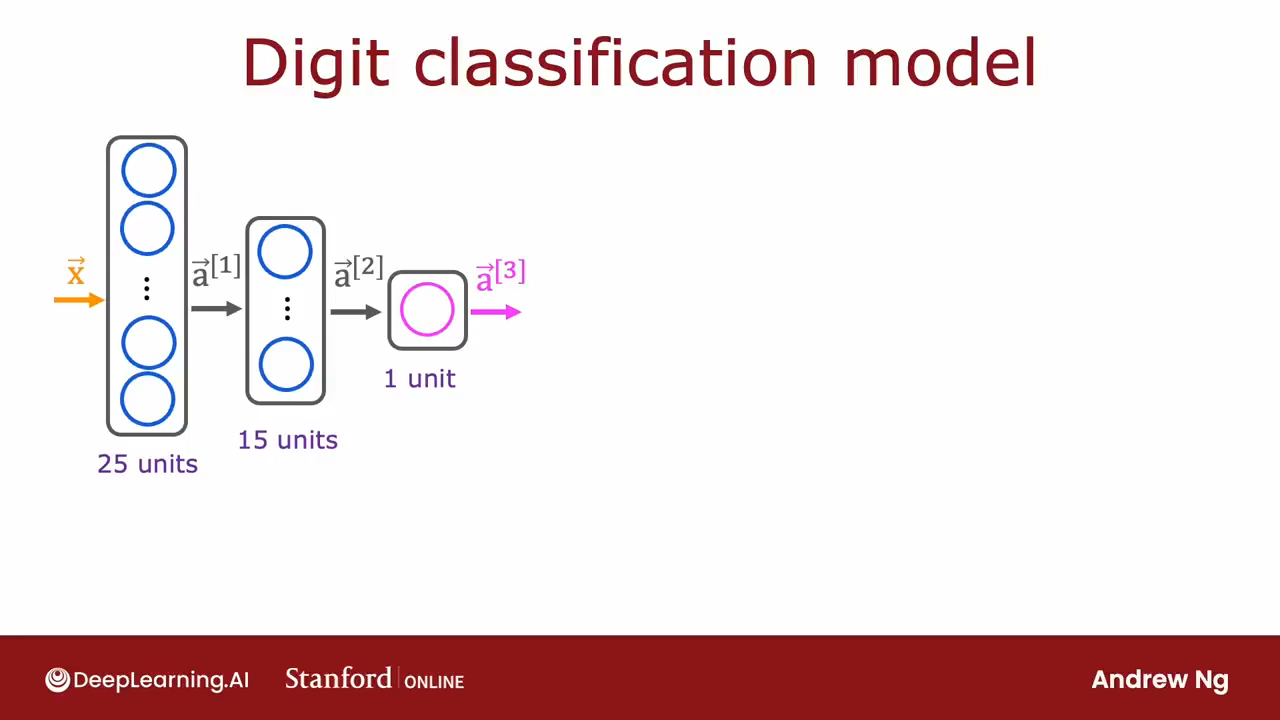 Digit classification model
x⃗
a⃗[1]
a⃗[2]
a⃗[3]
1 unit
15 units
25 units
DeepLearning.AI
Stanford | ONLINE
Andrew Ng